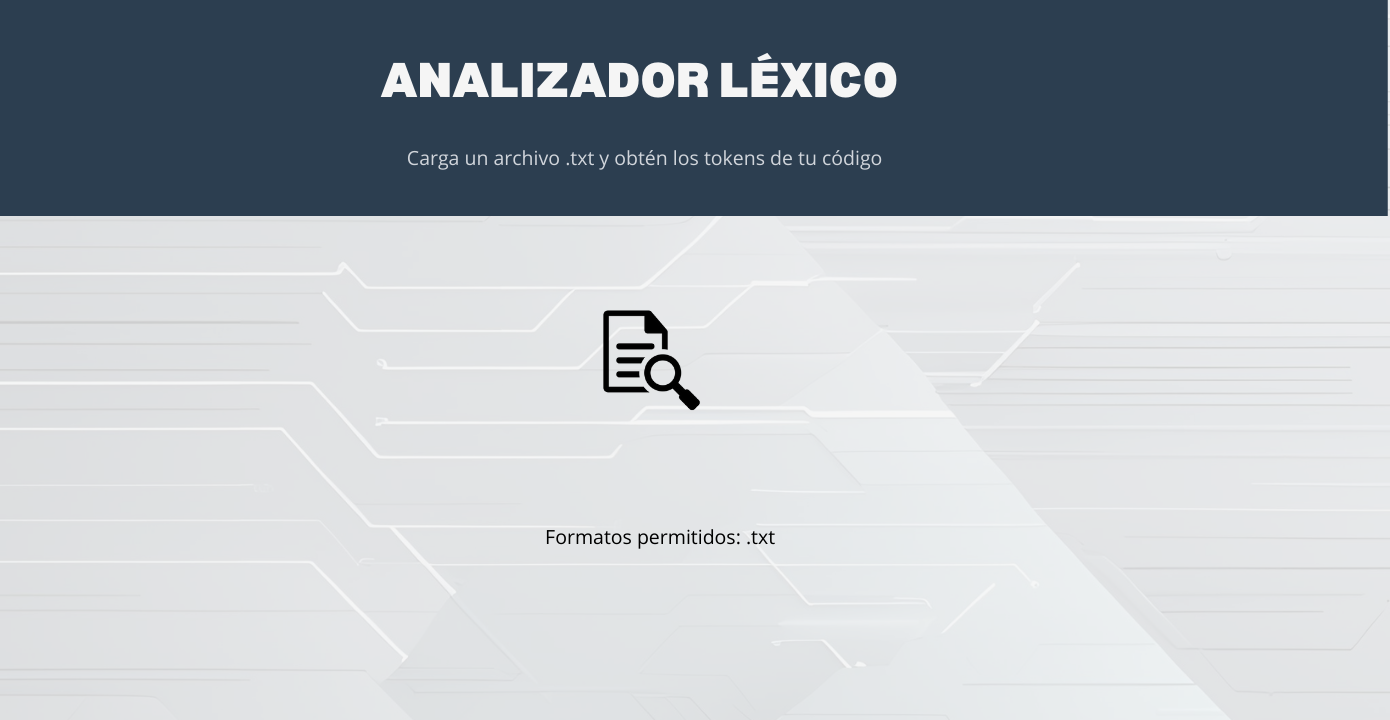 ANALIZADOR LÉXICO
Carga un archivo .txt y obtén los tokens de tu código
Formatos permitidos: .txt